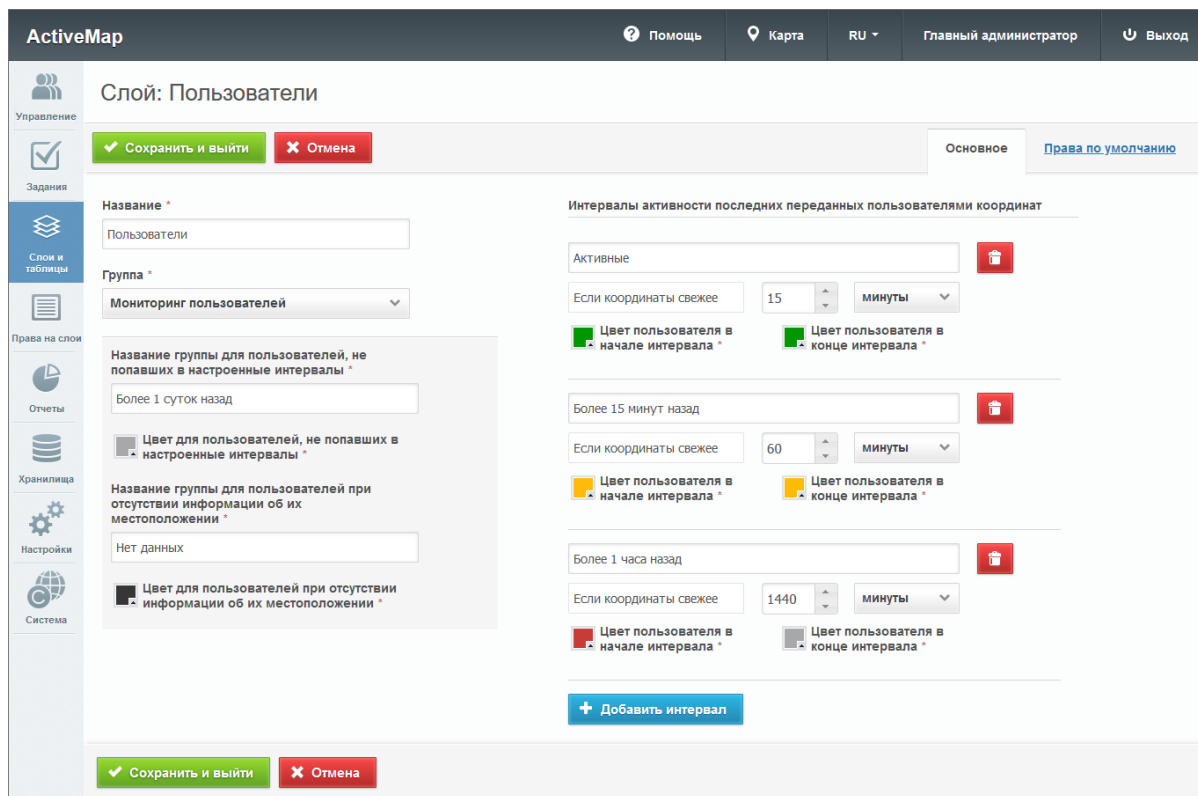 ActiveMap
Помощь
Карта
RU
Главный администратор
Выход
Управление
Задания
Слои и
таблицы
Права на слои
Отчеты
Хранилища
Настройки
Система
Слой: Пользователи
Сохранить и выйти
Отмена
Основное
Права по умолчанию
Название *
Пользователи
Группа *
Мониторинг пользователей
Название группы для пользователей, не
попавших в настроенные интервалы *
Более 1 суток назад
Цвет для пользователей, не попавших в
настроенные интервалы *
Название группы для пользователей при
отсутствии информации об их
местоположении *
Нет данных
Цвет для пользователей при отсутствии
информации об их местоположении *
Интервалы активности последних переданных пользователями координат
Активные
Если координаты свежее
15
минуты
Цвет пользователя в
начале интервала *
Цвет пользователя в
конце интервала *
Более 15 минут назад
Если координаты свежее
60
минуты
Цвет пользователя в
начале интервала *
Цвет пользователя в
конце интервала *
Более 1 часа назад
Если координаты свежее
1440
минуты
Цвет пользователя в
начале интервала *
Цвет пользователя в
конце интервала *
Добавить интервал
Сохранить и выйти
Отмена